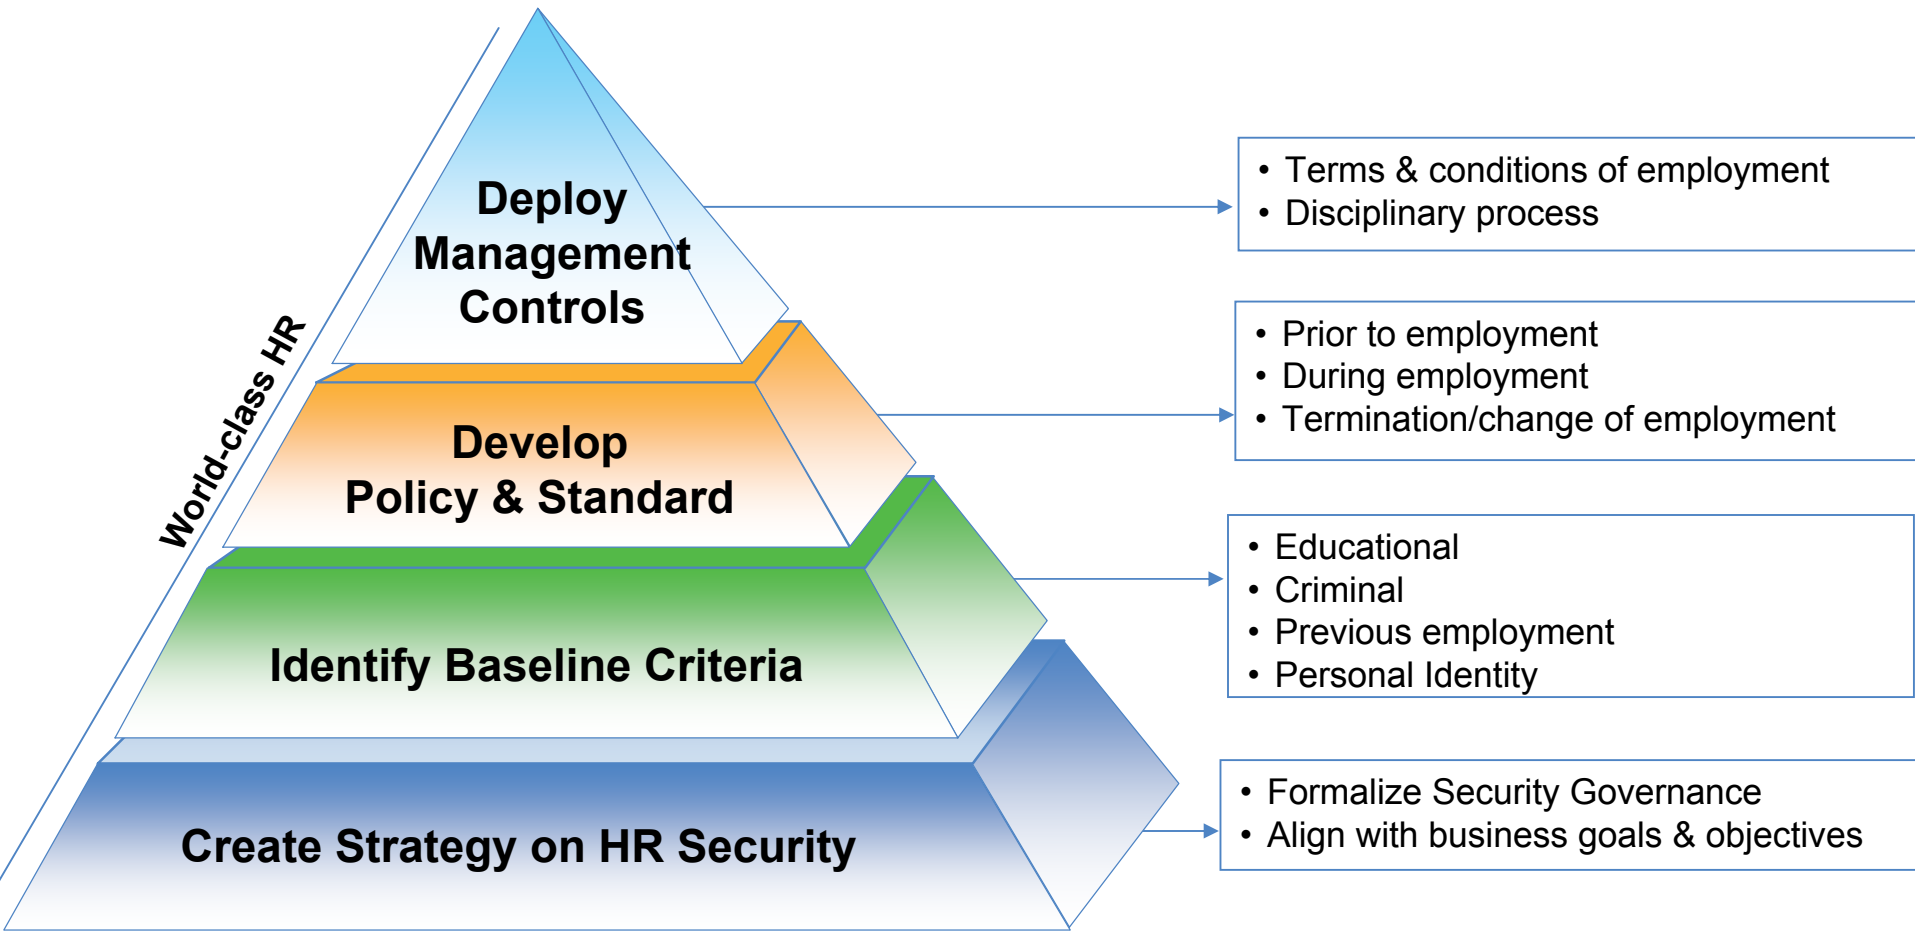 World-class HR
Deploy
Management
Controls
• Terms & conditions of employment
• Disciplinary process
Develop
Policy & Standard
• Prior to employment
• During employment
• Termination/change of employment
Identify Baseline Criteria
• Educational
• Criminal
• Previous employment
• Personal Identity
Create Strategy on HR Security
• Formalize Security Governance
• Align with business goals & objectives